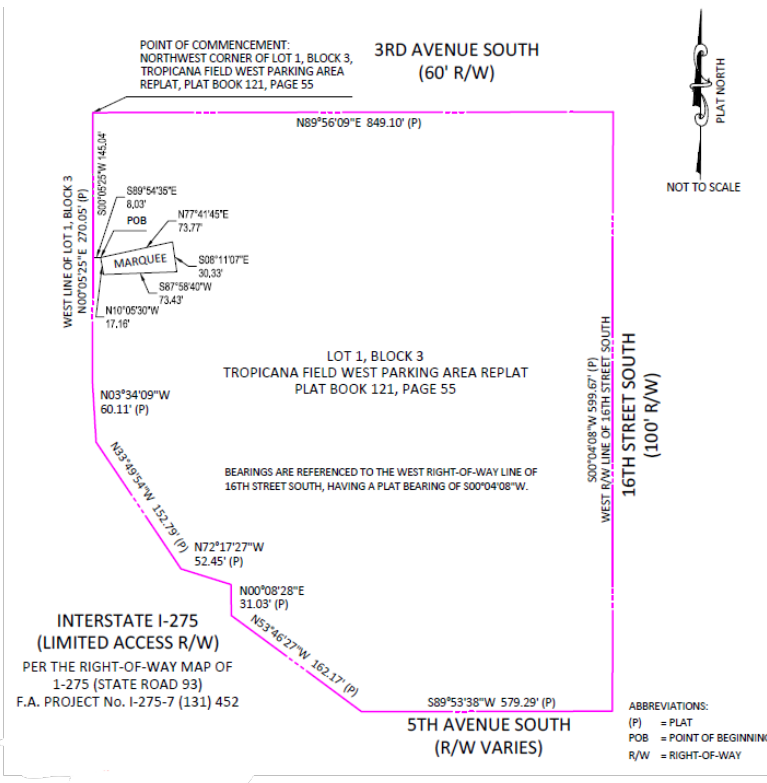 POINT OF COMMENCEMENT:
NORTHWEST CORNER OF LOT 1, BLOCK 3,
TROPICANA FIELD WEST PARKING AREA
REPLAT, PLAT BOOK 121, PAGE 55
3RD AVENUE SOUTH
(60' R/W)
PLAT NORTH
NOT TO SCALE
N89°56'09"E 849.10' (P)
WEST LINE OF LOT 1, BLOCK 3
N00°05'25"E 270.05' (P)
S00°05'25"W 145.04'
S89°54'35"E
8.03'
POB
N77°41'45"E
73.77'
MARQUEE
S08°11'07"E
30.33'
S87°58'40"W
73.43'
N10°05'30"W
17.16'
LOT 1, BLOCK 3
TROPICANA FIELD WEST PARKING AREA REPLAT
PLAT BOOK 121, PAGE 55
S00°04'08"W 599.67' (P)
WEST R/W LINE OF 16TH STREET SOUTH
16TH STREET SOUTH
(100' R/W)
N03°34'09"W
60.11' (P)
N33°49'54"W 152.79' (P)
BEARINGS ARE REFERENCED TO THE WEST RIGHT-OF-WAY LINE OF
16TH STREET SOUTH, HAVING A PLAT BEARING OF S00°04'08"W.
N72°17'27"W
52.45' (P)
N00°08'28"E
31.03' (P)
N53°46'27"W 162.17' (P)
INTERSTATE I-275
(LIMITED ACCESS R/W)
PER THE RIGHT-OF-WAY MAP OF
1-275 (STATE ROAD 93)
F.A. PROJECT No. I-275-7 (131) 452
S89°53'38"W 579.29' (P)
5TH AVENUE SOUTH
(R/W VARIES)
ABBREVIATIONS:
(P) = PLAT
POB = POINT OF BEGINNING
R/W = RIGHT-OF-WAY